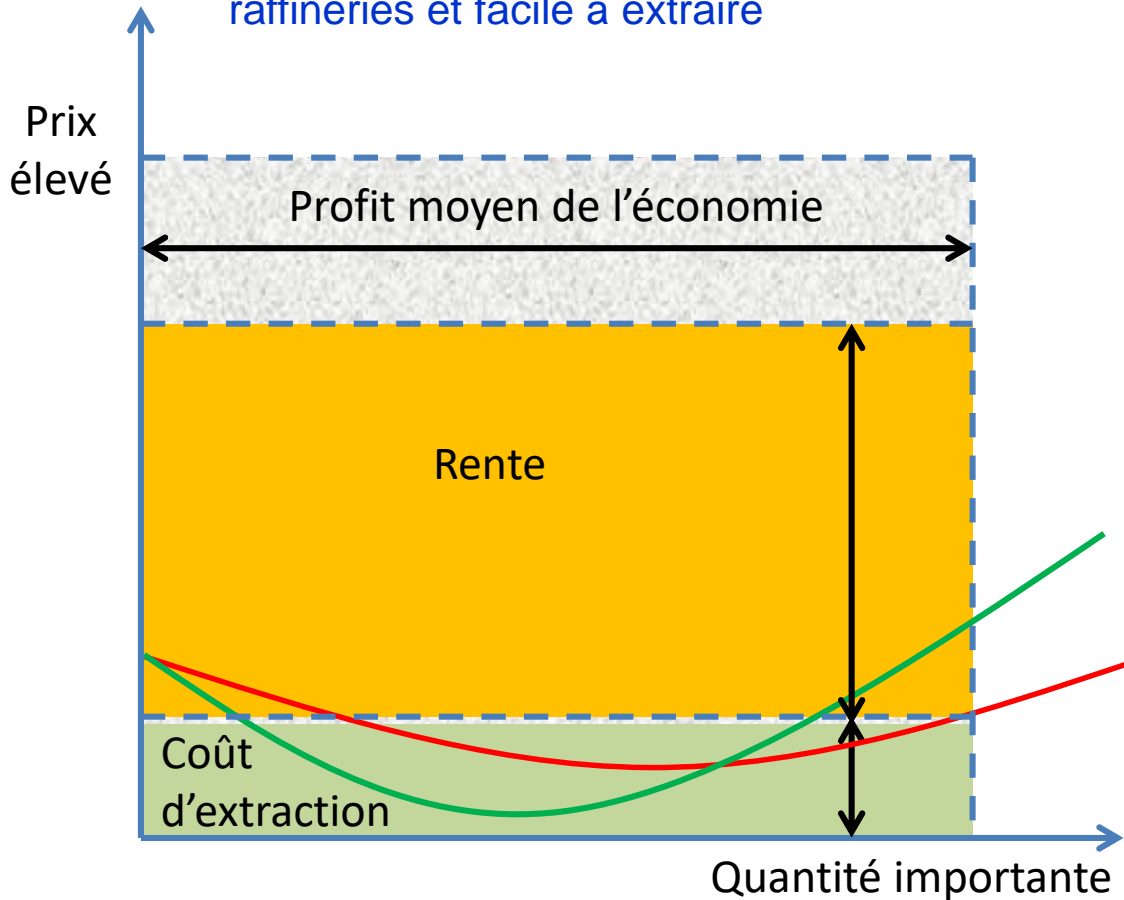 raffineries et facile à extraire
Prix
élevé
Profit moyen de l’économie
Rente
Coût
d’extraction
Quantité importante